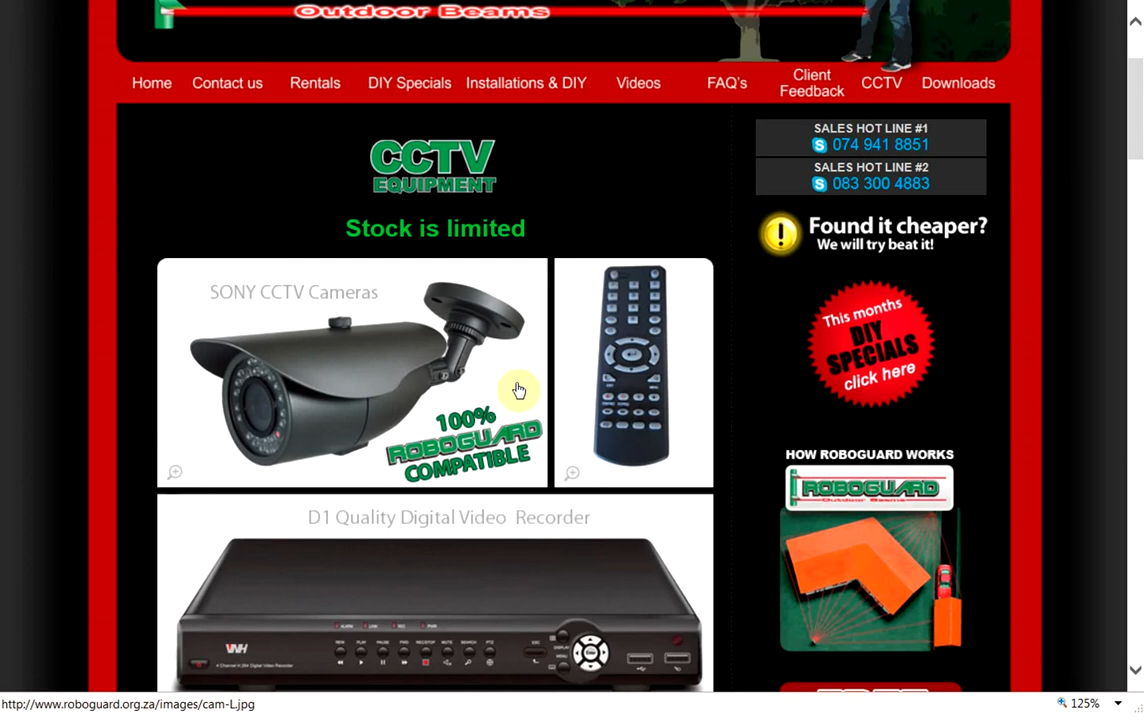 Outdoor Beams
Home
Contact us
Rentals
DIY Specials
Installations & DIY
Videos
FAQ's
Client
Feedback
CCTV
Downloads
CCTV
EQUIPMENT
Stock is limited
SONY CCTV Cameras
100%
ROBOGUARD
COMPATIBLE
D1 Quality Digital Video Recorder
SALES HOT LINE #1
074 941 8851
SALES HOT LINE #2
083 300 4883
Found it cheaper?
We will try beat it!
This months
DIY
SPECIALS
click here
HOW ROBOGUARD WORKS
ROBOGUARD
Outdoor Beams
http://www.roboguard.org.za/images/cam-L.jpg
125%